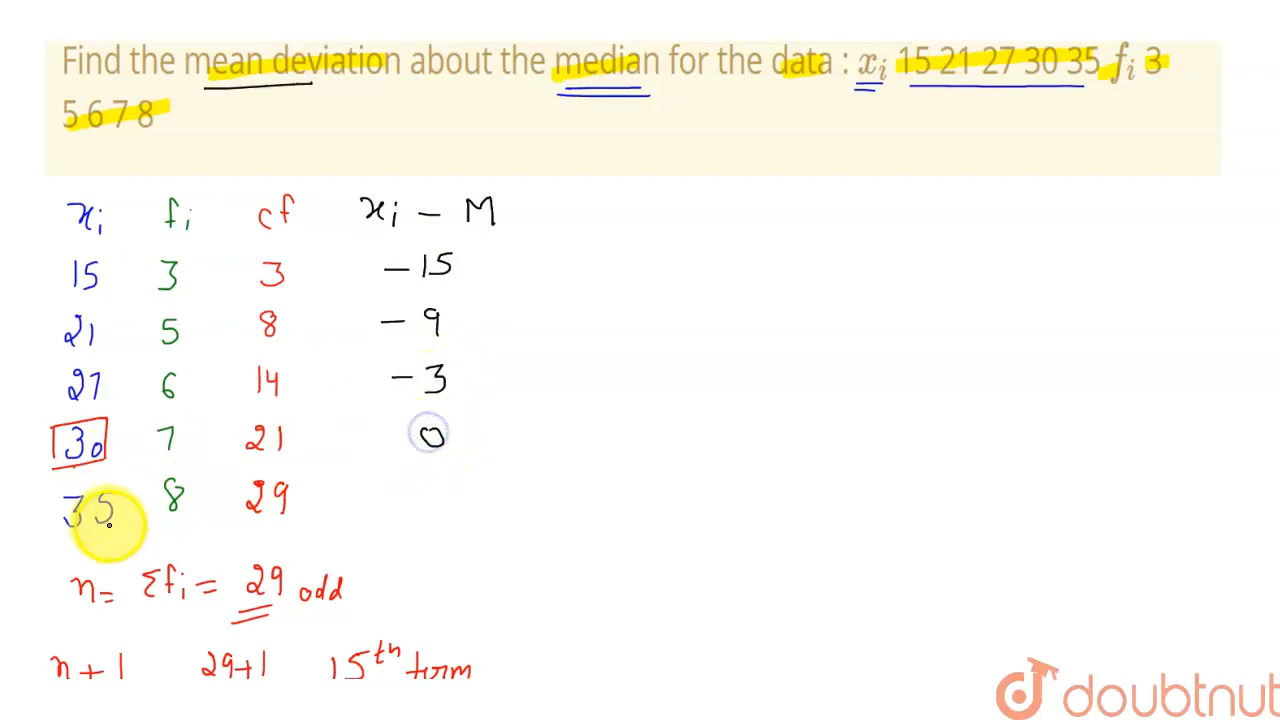 Find the mean deviation about the median for the data : xᵢ 15 21 27 30 35 fᵢ 3
5 6 7 8
xᵢ fᵢ cf xᵢ - M
15 3 3 -15
21 5 8 -9
27 6 14 -3
30 7 21 0
35 8 29
n = Σfᵢ = 29 odd
n+1 29+1 15th term
doubtnut